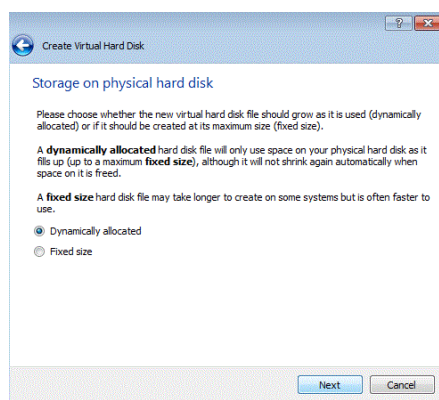 Create Virtual Hard Disk
Storage on physical hard disk
Please choose whether the new virtual hard disk file should grow as it is used (dynamically
allocated) or if it should be created at its maximum size (fixed size).
A dynamically allocated hard disk file will only use space on your physical hard disk as it
fills up (up to a maximum fixed size), although it will not shrink again automatically when
space on it is freed.
A fixed size hard disk file may take longer to create on some systems but is often faster to
use.
Dynamically allocated
Fixed size
Next
Cancel